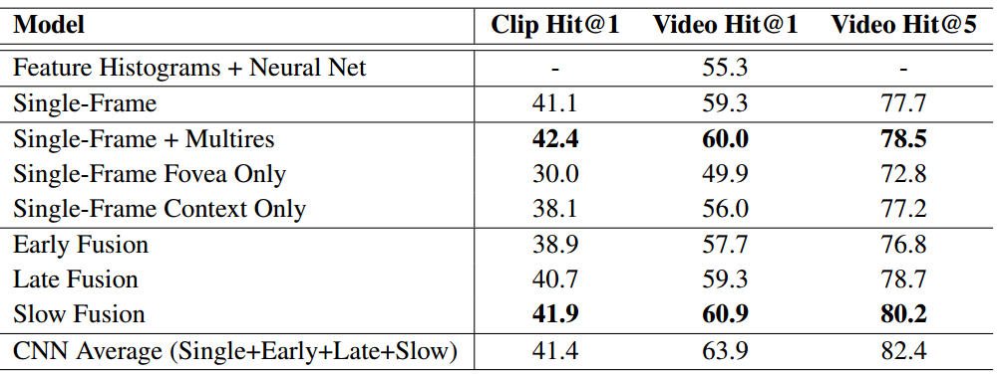 Model Clip Hit@1 Video Hit@1 Video Hit@5
Feature Histograms + Neural Net - 55.3 -
Single-Frame 41.1 59.3 77.7
Single-Frame + Multires 42.4 60.0 78.5
Single-Frame Fovea Only 30.0 49.9 72.8
Single-Frame Context Only 38.1 56.0 77.2
Early Fusion 38.9 57.7 76.8
Late Fusion 40.7 59.3 78.7
Slow Fusion 41.9 60.9 80.2
CNN Average (Single+Early+Late+Slow) 41.4 63.9 82.4